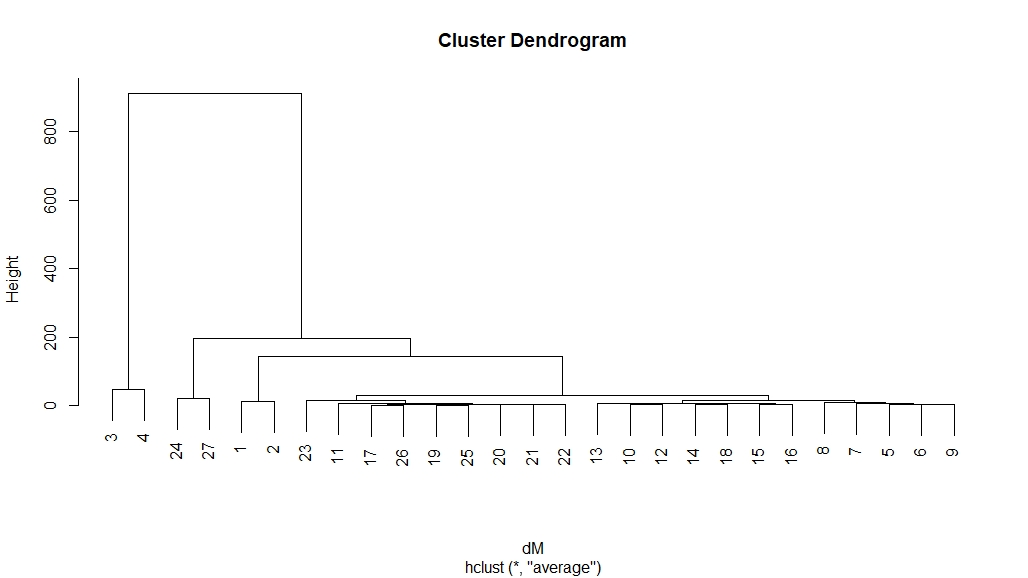 Cluster Dendrogram
Height
0 200 400 600 800
3 4 24 27 1 2 23 11 17 26 19 25 20 21 22 13 10 12 14 18 15 16 8 7 5 6 9
dM
hclust (*, "average")